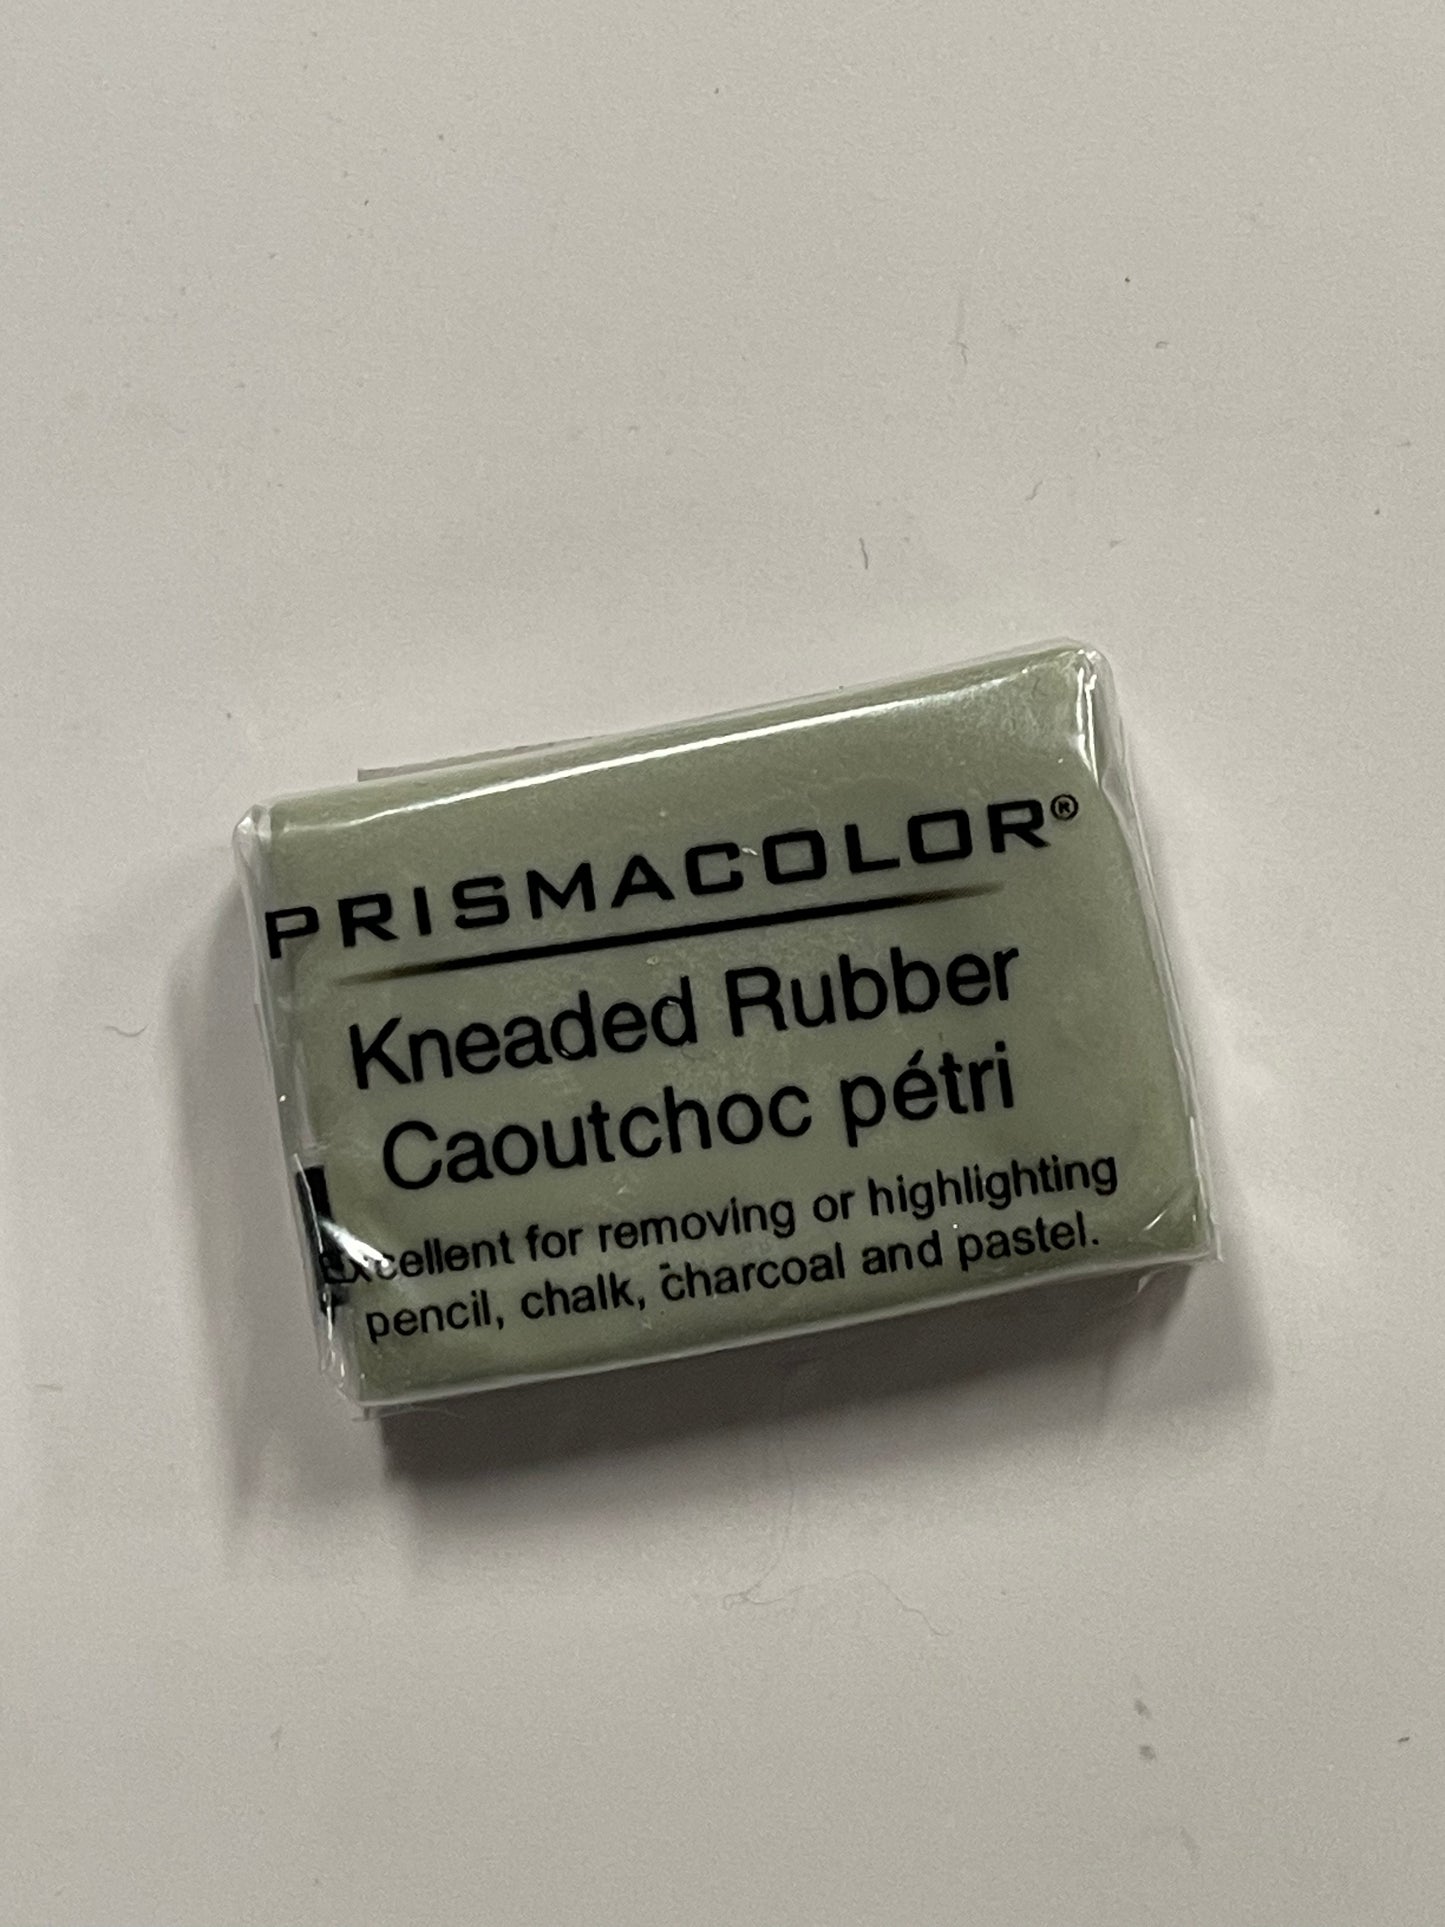 PRISMACOLOR®
Kneaded Rubber
Caoutchoc pétri
Excellent for removing or highlighting
pencil, chalk, charcoal and pastel.